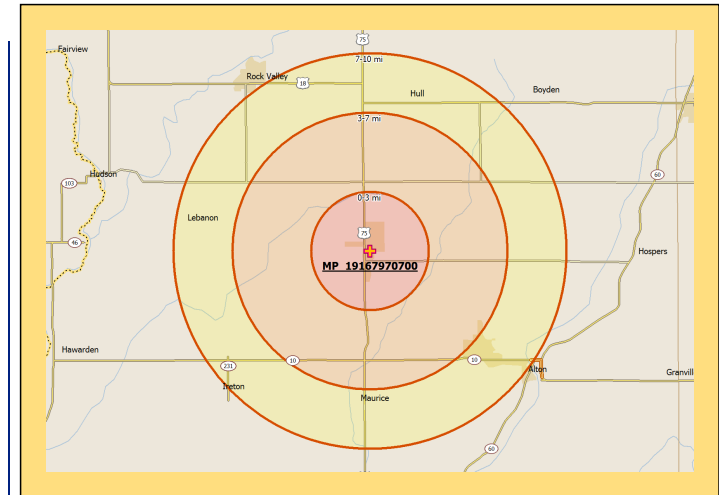 75
Fairview
7-10 mi
Rock Valley
18
Hull
Boyden
3-7 mi
Hudson
60
103
0-3 mi
Lebanon
75
46
Hospers
MP 19167970700
Hawarden
10
10
231
Alton
Granvill
Ireton
Maurice
60